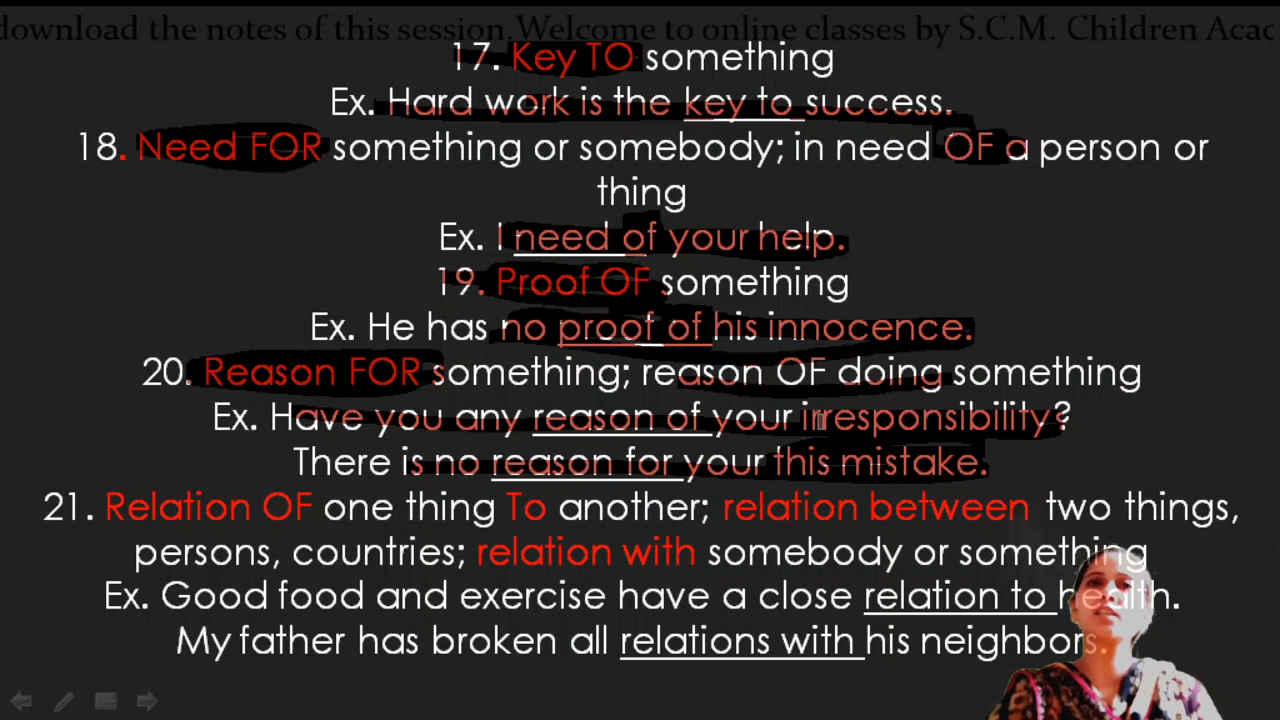 download the notes of this session. Welcome to online classes by S.C.M. Children
17. Key TO something
Ex. Hard work is the key to success.
18. Need FOR something or somebody; in need OF a person or
thing
Ex. I need of your help.
19. Proof OF something
Ex. He has no proof of his innocence.
20. Reason FOR something; reason OF doing something
Ex. Have you any reason of your irresponsibility?
There is no reason for your this mistake.
21. Relation OF one thing To another; relation between two things,
persons, countries; relation with somebody or something
Ex. Good food and exercise have a close relation to health.
My father has broken all relations with his neighbors.